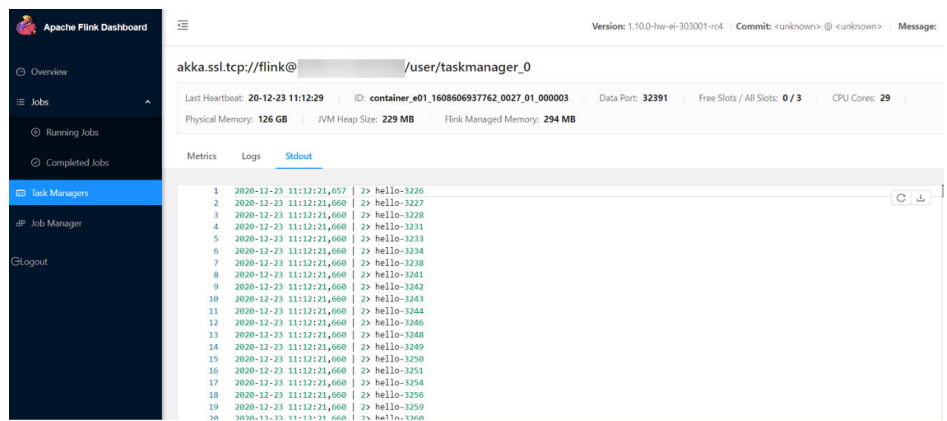 Apache Flink Dashboard
Version: 1.10.0-hw-ei-303001-rc4 Commit: <unknown> @ <unknown> Message:
Overview
Jobs
Running Jobs
Completed Jobs
Task Managers
Job Manager
Logout
akka.ssl.tcp://flink@ /user/taskmanager_0
Last Heartbeat: 20-12-23 11:12:29 ID: container_e01_1608606937762_0027_01_000003 Data Port: 32391 Free Slots / All Slots: 0 / 3 CPU Cores: 29
Physical Memory: 126 GB JVM Heap Size: 229 MB Flink Managed Memory: 294 MB
Metrics Logs Stdout
1 2020-12-23 11:12:21,657 | 2> hello-3226
2 2020-12-23 11:12:21,660 | 2> hello-3227
3 2020-12-23 11:12:21,660 | 2> hello-3228
4 2020-12-23 11:12:21,660 | 2> hello-3231
5 2020-12-23 11:12:21,660 | 2> hello-3233
6 2020-12-23 11:12:21,660 | 2> hello-3234
7 2020-12-23 11:12:21,660 | 2> hello-3238
8 2020-12-23 11:12:21,660 | 2> hello-3241
9 2020-12-23 11:12:21,660 | 2> hello-3242
10 2020-12-23 11:12:21,660 | 2> hello-3243
11 2020-12-23 11:12:21,660 | 2> hello-3244
12 2020-12-23 11:12:21,660 | 2> hello-3246
13 2020-12-23 11:12:21,660 | 2> hello-3248
14 2020-12-23 11:12:21,660 | 2> hello-3249
15 2020-12-23 11:12:21,660 | 2> hello-3250
16 2020-12-23 11:12:21,660 | 2> hello-3251
17 2020-12-23 11:12:21,660 | 2> hello-3254
18 2020-12-23 11:12:21,660 | 2> hello-3256
19 2020-12-23 11:12:21,660 | 2> hello-3259
20 2020-12-23 11:12:21,660 | 2> hello-3260